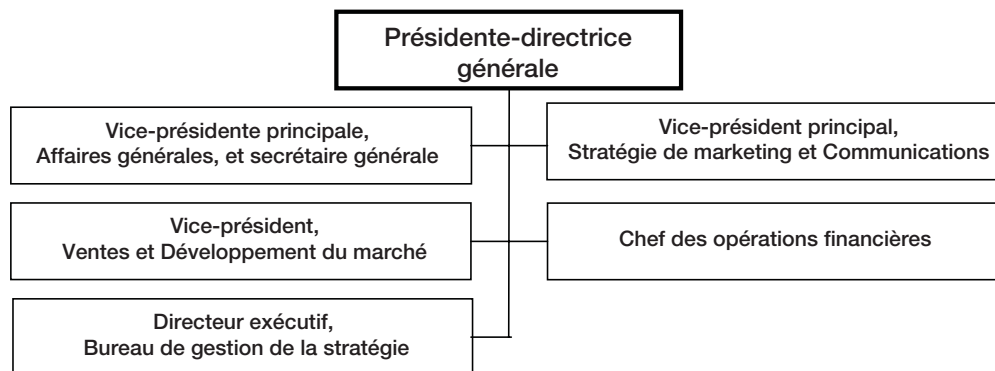 Présidente-directrice
générale
Vice-présidente principale,
Affaires générales, et secrétaire générale
Vice-président principal,
Stratégie de marketing et Communications
Vice-président,
Ventes et Développement du marché
Chef des opérations financières
Directeur exécutif,
Bureau de gestion de la stratégie